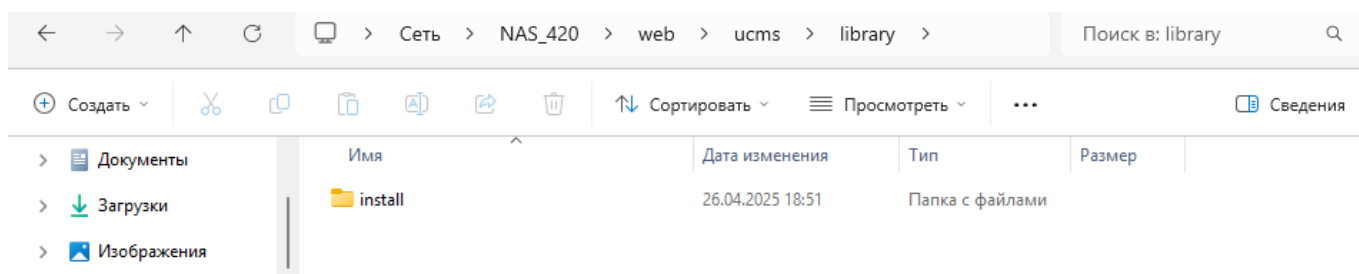 Сеть > NAS_420 > web > ucms > library > Поиск в: library
Создать Сортировать Просмотреть ... Сведения
Имя Дата изменения Тип Размер
Документы
install 26.04.2025 18:51 Папка с файлами
Загрузки
Изображения